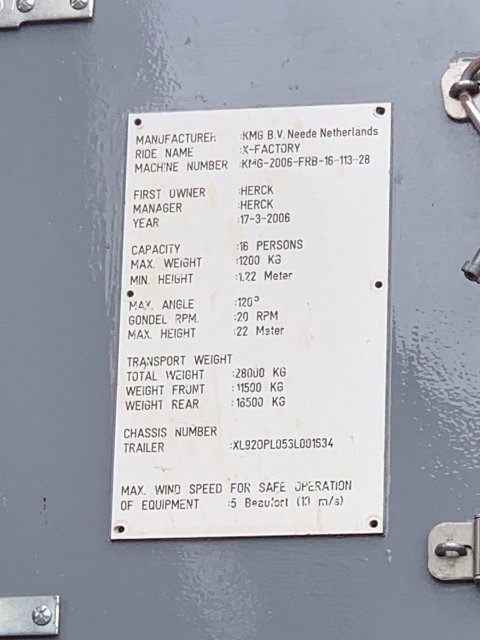 MANUFACTURER :KMG B.V. Neede Netherlands
RIDE NAME :X-FACTORY
MACHINE NUMBER :KMG-2006-FRB-16-113-28
FIRST OWNER :HERCK
MANAGER :HERCK
YEAR :17-3-2006
CAPACITY :16 PERSONS
MAX. WEIGHT :1200 KG
MIN. HEIGHT :1,22 Meter
MAX. ANGLE :120°
GONDEL RPM. :20 RPM
MAX. HEIGHT :22 Meter
TRANSPORT WEIGHT
TOTAL WEIGHT :28000 KG
WEIGHT FRONT :11500 KG
WEIGHT REAR :16500 KG
CHASSIS NUMBER
TRAILER :XL920PL053L001634
MAX. WIND SPEED FOR SAFE OPERATION
OF EQUIPMENT :5 Beaufort (10 m/s)